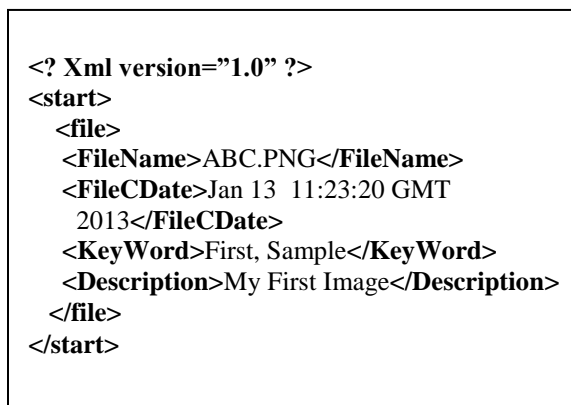 <? Xml version=”1.0” ?>
<start>
<file>
<FileName>ABC.PNG</FileName>
<FileCDate>Jan 13  11:23:20 GMT
2013</FileCDate>
<KeyWord>First, Sample</KeyWord>
<Description>My First Image</Description>
</file>
</start>